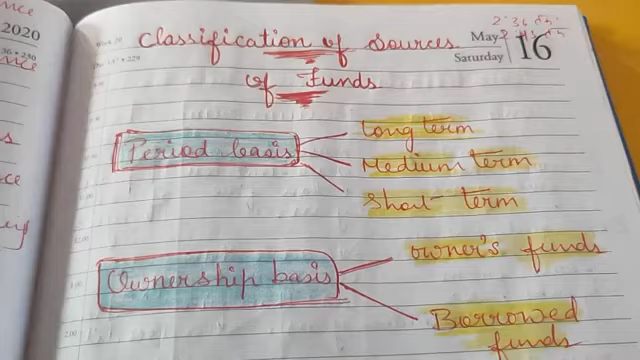 2020
Classification of Sources
of Funds
May
Saturday
16
Period basis
Long term
Medium term
Short term
Ownership basis
owner's funds
Borrowed
funds